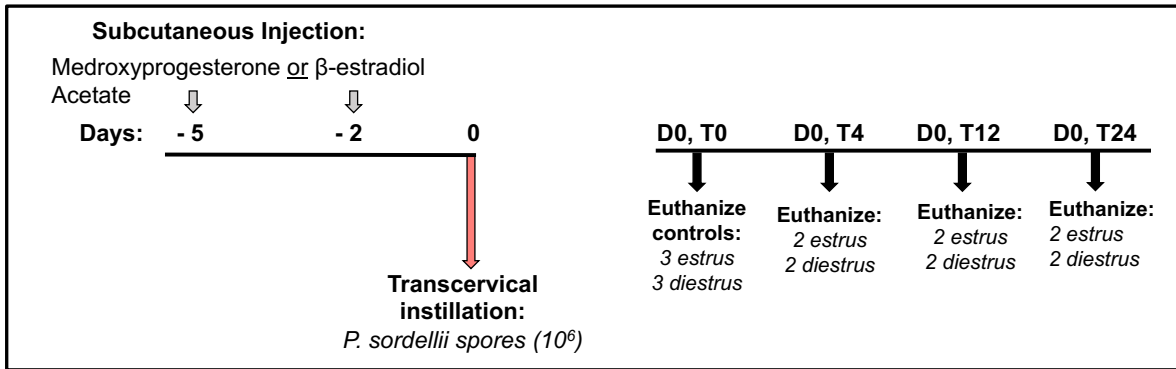 Subcutaneous Injection:
Medroxyprogesterone or β-estradiol
Acetate
Days: - 5 - 2 0
Transcervical
instillation:
P. sordellii spores (10⁶)
D0, T0 D0, T4 D0, T12 D0, T24
Euthanize
controls:
3 estrus
3 diestrus
Euthanize:
2 estrus
2 diestrus
Euthanize:
2 estrus
2 diestrus
Euthanize:
2 estrus
2 diestrus